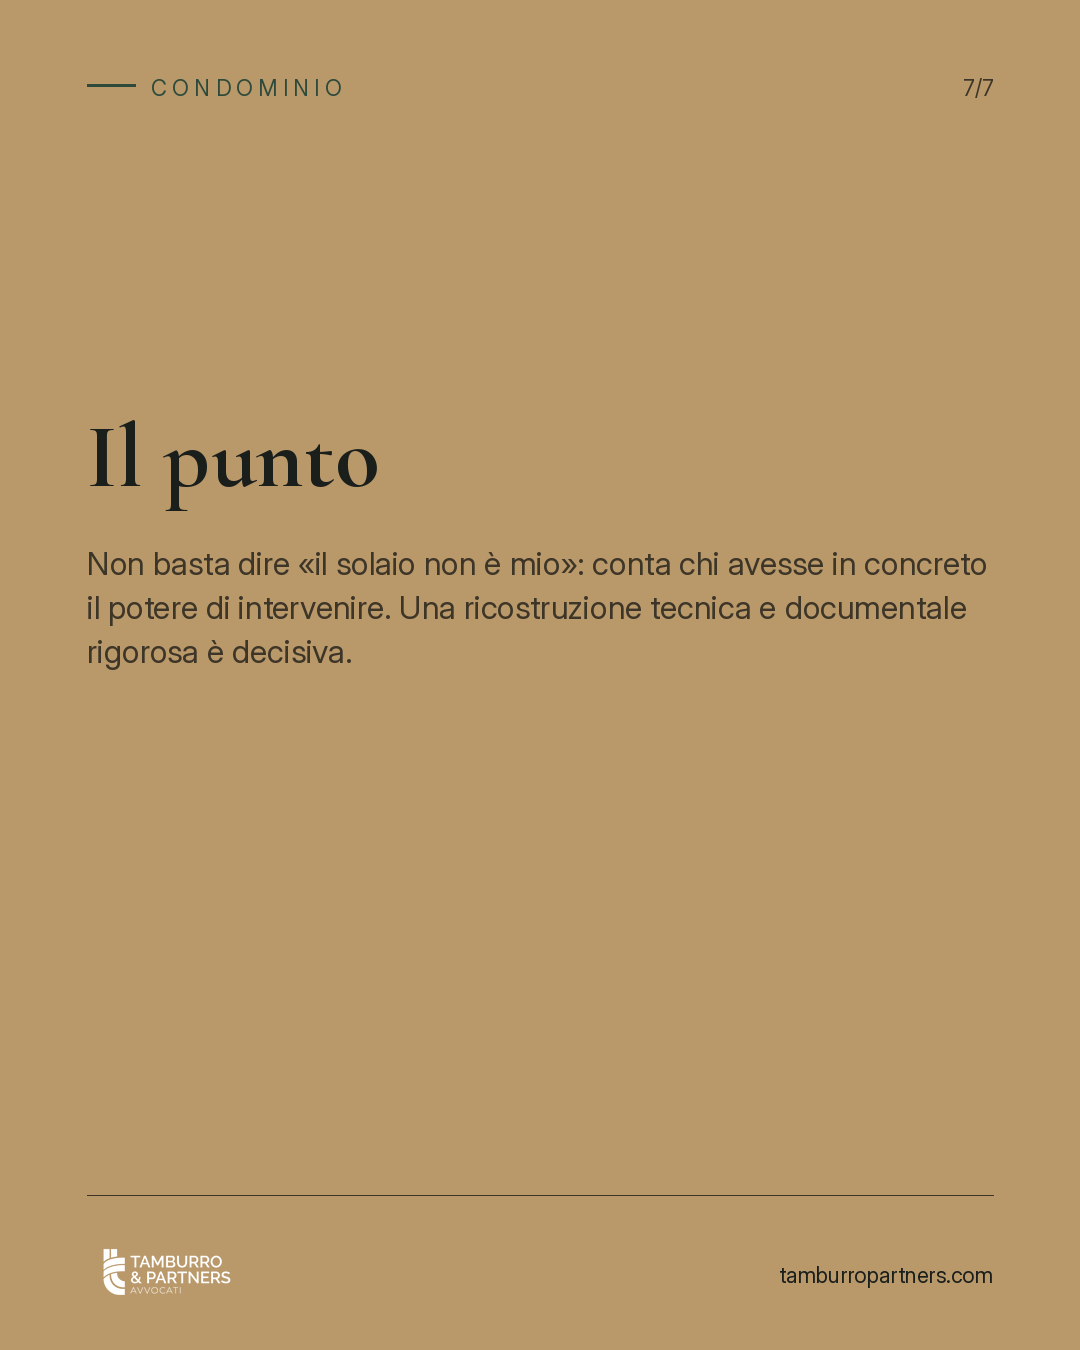 CONDOMINIO
7/7
Il punto
Non basta dire «il solaio non è mio»: conta chi avesse in concreto
il potere di intervenire. Una ricostruzione tecnica e documentale
rigorosa è decisiva.
TAMBURRO
& PARTNERS
AVVOCATI
tamburropartners.com